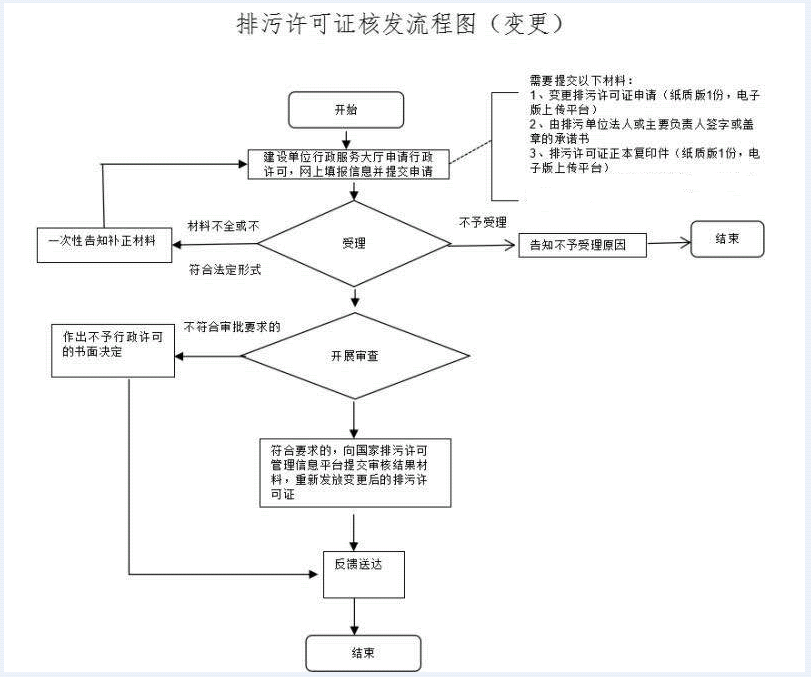 排污许可证核发流程图（变更）
需要提交以下材料：
1、变更排污许可证申请（纸质版1份，电子
版上传平台）
2、由排污单位法人或主要负责人签字或盖
章的承诺书
3、排污许可证正本复印件（纸质版1份，电
子版上传平台）
开始
建设单位行政服务大厅申请行政
许可，网上填报信息并提交申请
材料不全或不
符合法定形式
一次性告知补正材料
受理
不予受理
告知不予受理原因
结束
不符合审批要求的
作出不予行政许可
的书面决定
开展审查
符合要求的，向国家排污许可
管理信息平台提交审核结果材
料，重新发放变更后的排污许
可证
反馈送达
结束